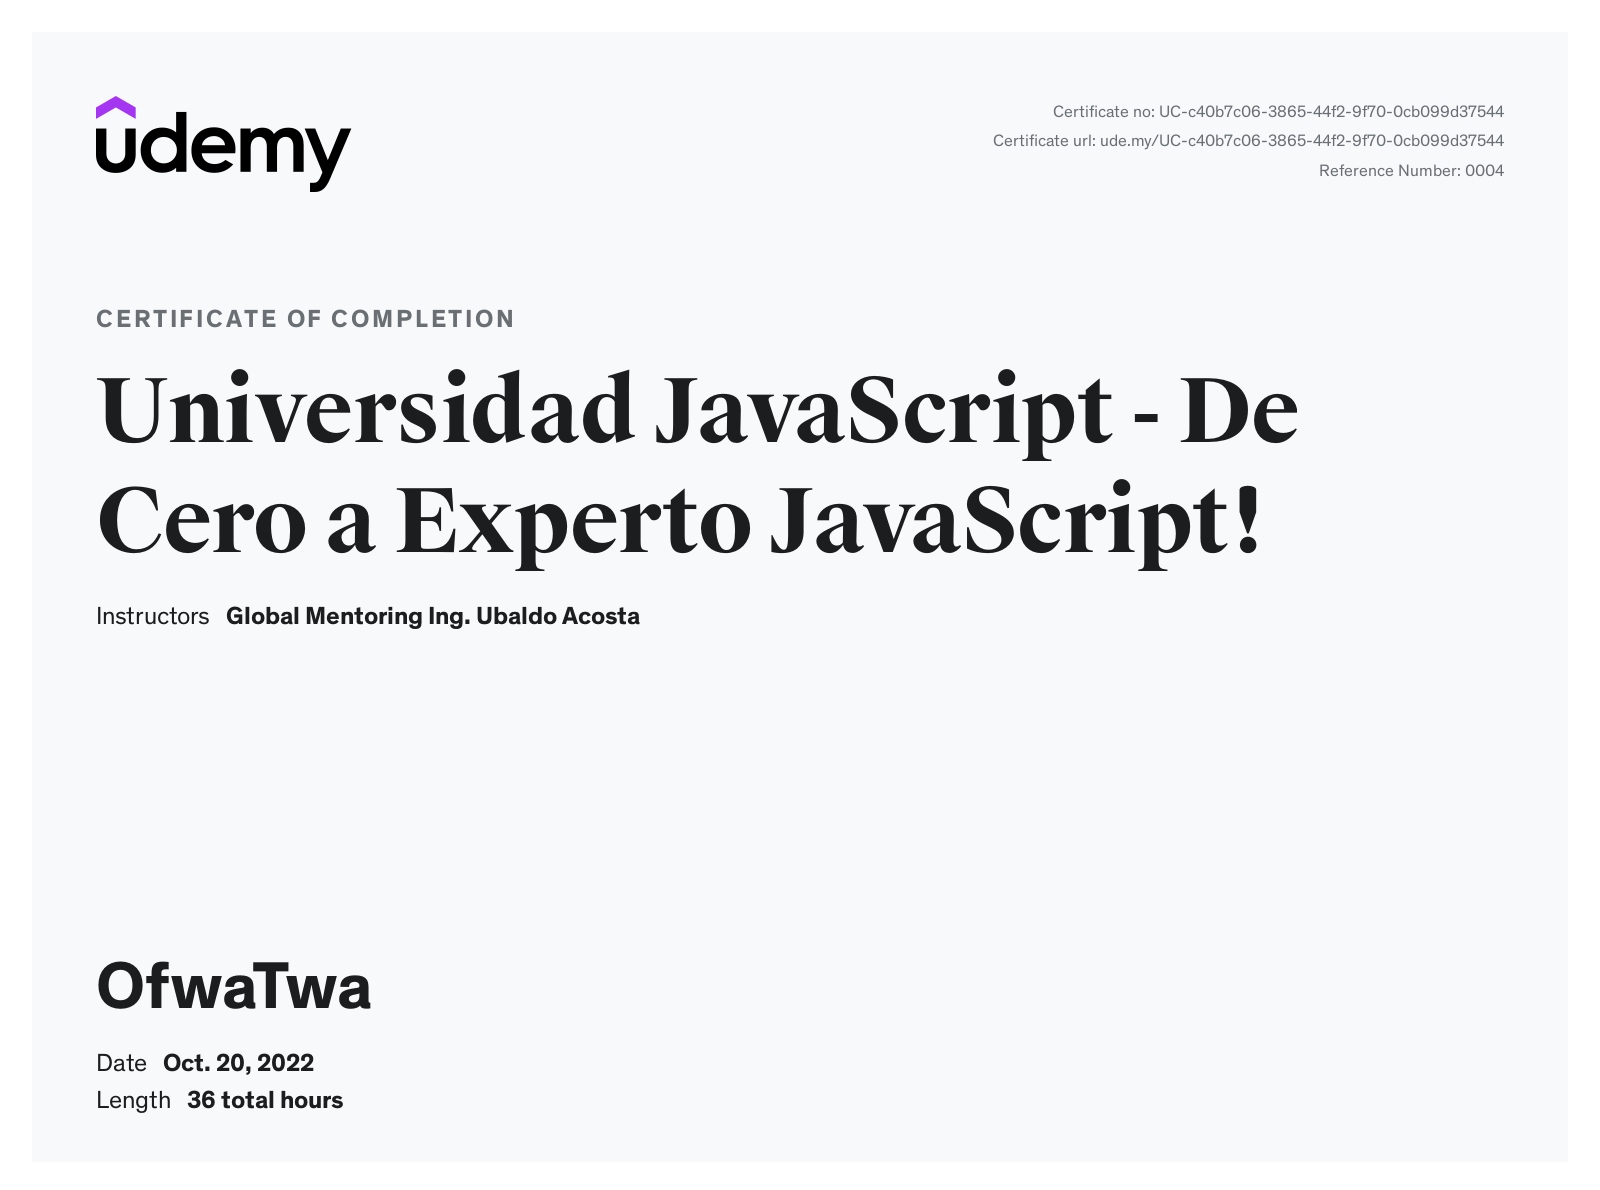 udemy
Certificate no: UC-c40b7c06-3865-44f2-9f70-0cb099d37544
Certificate url: ude.my/UC-c40b7c06-3865-44f2-9f70-0cb099d37544
Reference Number: 0004
CERTIFICATE OF COMPLETION
Universidad JavaScript - De
Cero a Experto JavaScript!
Instructors Global Mentoring Ing. Ubaldo Acosta
OfwaTwa
Date Oct. 20, 2022
Length 36 total hours